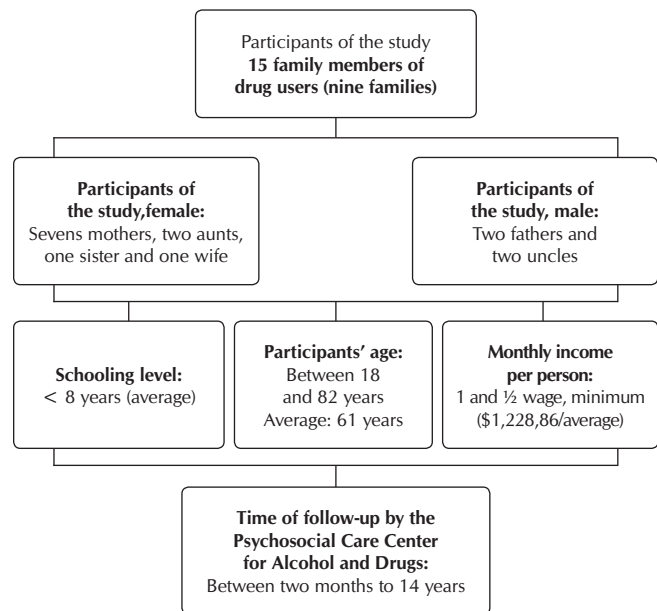 Participants of the study
15 family members of
drug users (nine families)
Participants of
the study,female:
Sevens mothers, two aunts,
one sister and one wife
Participants of
the study, male:
Two fathers and
two uncles
Schooling level:
< 8 years (average)
Participants’ age:
Between 18
and 82 years
Average: 61 years
Monthly income
per person:
1 and ½ wage, minimum
($1,228,86/average)
Time of follow-up by the
Psychosocial Care Center
for Alcohol and Drugs:
Between two months to 14 years